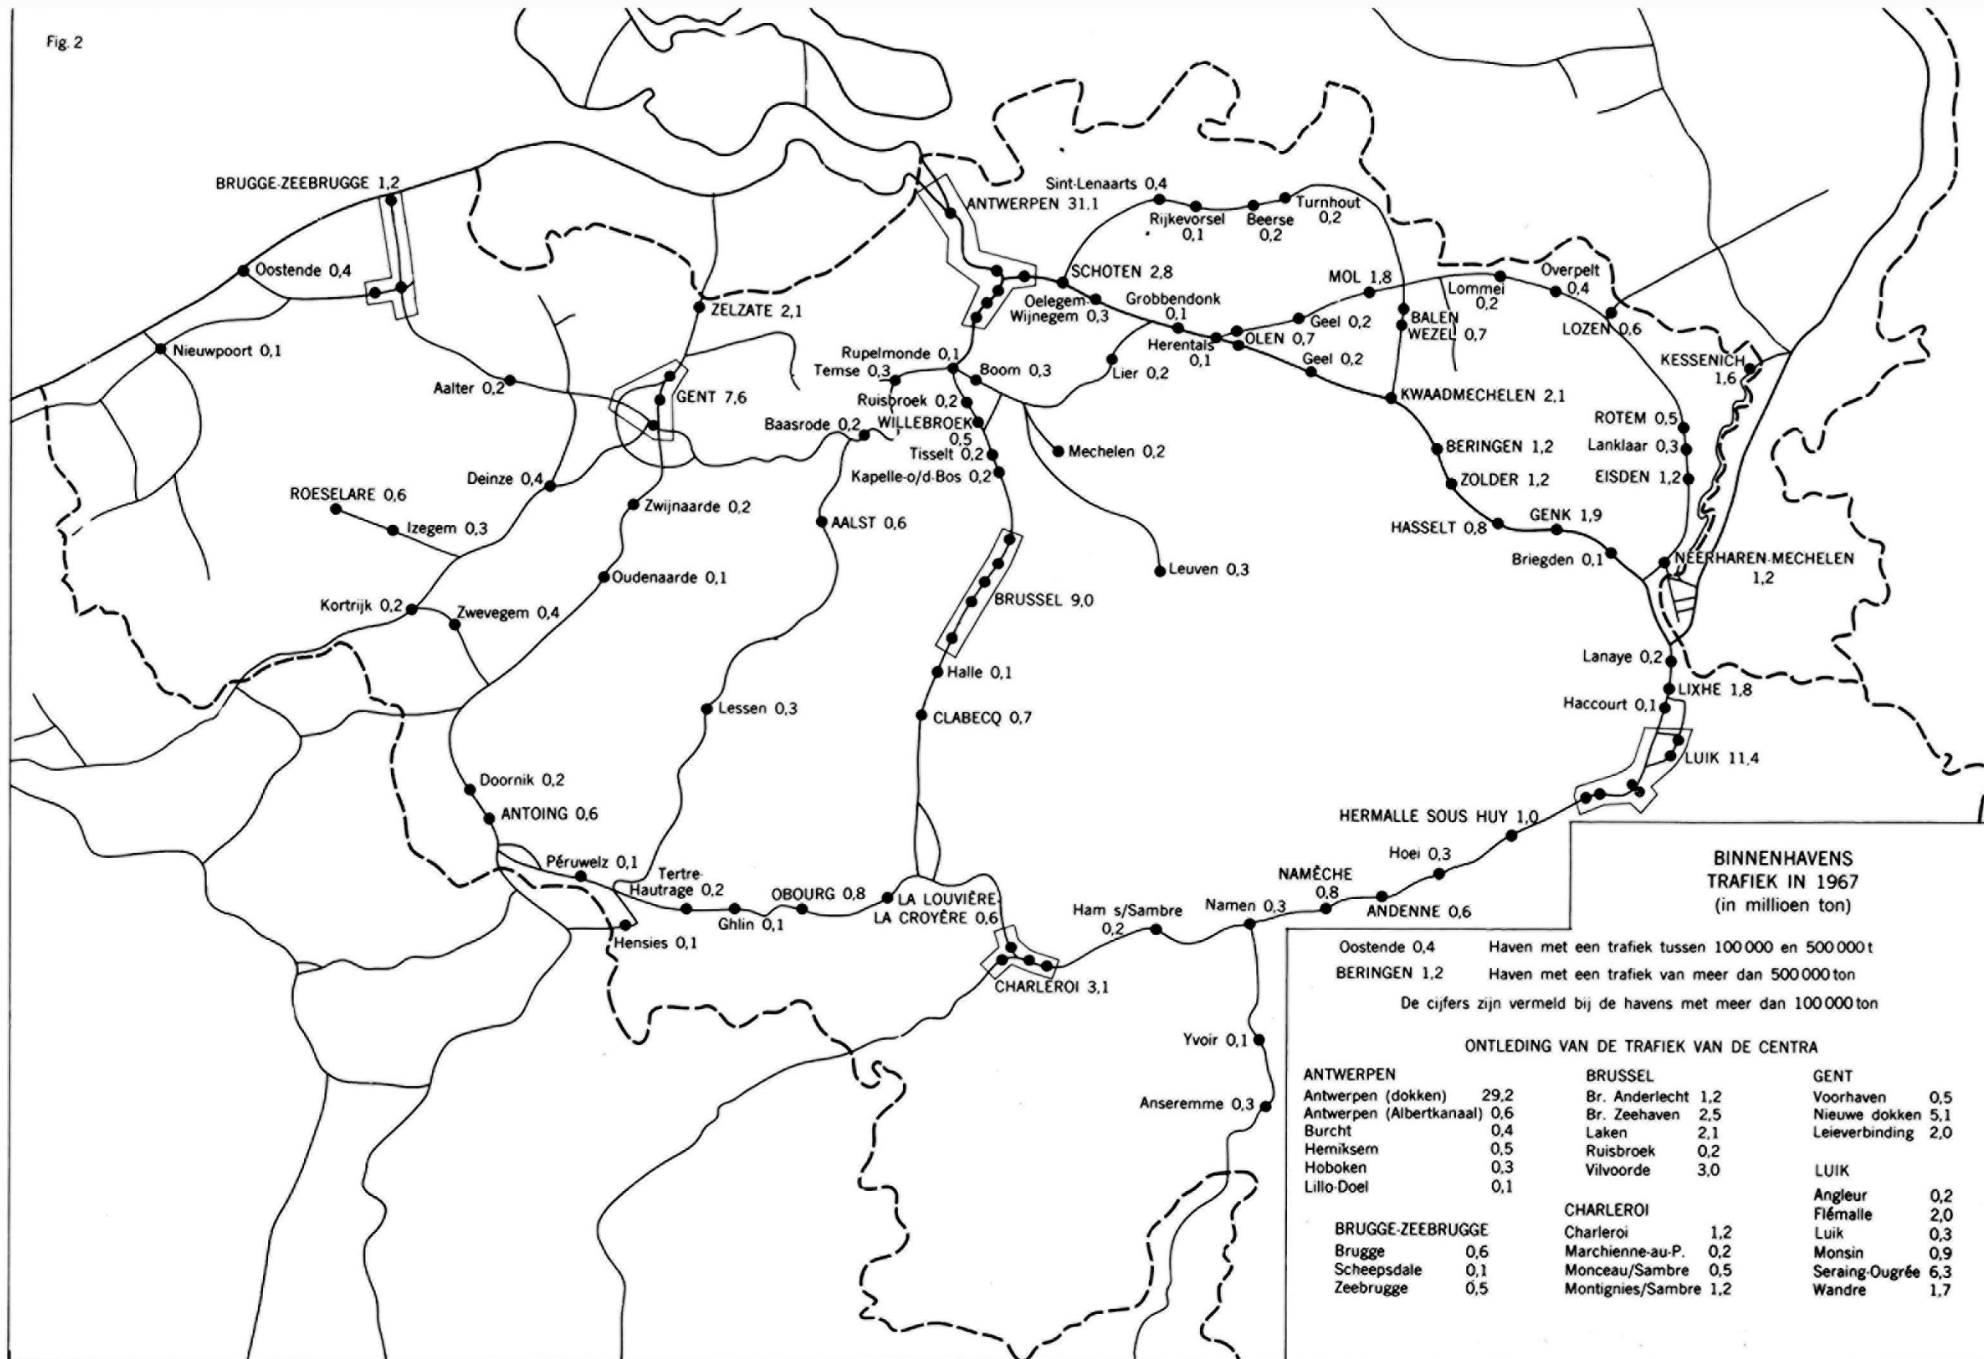 Fig. 2
BRUGGE-ZEEBRUGGE 1,2
Oostende 0,4
Nieuwpoort 0,1
Aalter 0,2
ZELZATE 2,1
GENT 7,6
Deinze 0,4
ROESELARE 0,6
Izegem 0,3
Zwijnaarde 0,2
Oudenaarde 0,1
Kortrijk 0,2
Zwevegem 0,4
Doornik 0,2
ANTOING 0,6
Péruwelz 0,1
Hensies 0,1
Tertre-
Hautrage 0,2
Ghlin 0,1
OBOURG 0,8
LA LOUVIÈRE-
LA CROYÈRE 0,6
Lessen 0,3
AALST 0,6
Baasrode 0,2
Temse 0,3
Rupelmonde 0,1
Boom 0,3
Ruisbroek 0,2
WILLEBROEK
0,5
Tisselt 0,2
Kapelle-o/d-Bos 0,2
Mechelen 0,2
Leuven 0,3
BRUSSEL 9,0
Halle 0,1
CLABECQ 0,7
ANTWERPEN 31,1
Sint-Lenaarts 0,4
Rijkevorsel
0,1
Beerse
0,2
Turnhout
0,2
SCHOTEN 2,8
Oelegem-
Wijnegem 0,3
Grobbendonk
0,1
Lier 0,2
Herentals
0,1
OLEN 0,7
Geel 0,2
Geel 0,2
MOL 1,8
Lommel
0,2
Overpelt
0,4
LOZEN 0,6
BALEN
WEZEL 0,7
KWAADMECHELEN 2,1
BERINGEN 1,2
ZOLDER 1,2
HASSELT 0,8
GENK 1,9
Briegden 0,1
KESSENICH
1,6
ROTEM 0,5
Lanklaar 0,3
EISDEN 1,2
NEERHAREN-MECHELEN
1,2
Lanaye 0,2
LIXHE 1,8
Haccourt 0,1
LUIK 11,4
HERMALLE SOUS HUY 1,0
Hoei 0,3
NAMÊCHE
0,8
ANDENNE 0,6
Namen 0,3
Ham s/Sambre
0,2
CHARLEROI 3,1
Yvoir 0,1
Anseremme 0,3
BINNENHAVENS
TRAFIEK IN 1967
(in millioen ton)
Oostende 0,4 Haven met een trafiek tussen 100 000 en 500 000 t
BERINGEN 1,2 Haven met een trafiek van meer dan 500 000 ton
De cijfers zijn vermeld bij de havens met meer dan 100 000 ton
ONTLEDING VAN DE TRAFIEK VAN DE CENTRA
ANTWERPEN
Antwerpen (dokken) 29,2
Antwerpen (Albertkanaal) 0,6
Burcht 0,4
Hemiksem 0,5
Hoboken 0,3
Lillo-Doel 0,1
BRUGGE-ZEEBRUGGE
Brugge 0,6
Scheepsdale 0,1
Zeebrugge 0,5
BRUSSEL
Br. Anderlecht 1,2
Br. Zeehaven 2,5
Laken 2,1
Ruisbroek 0,2
Vilvoorde 3,0
CHARLEROI
Charleroi 1,2
Marchienne-au-P. 0,2
Monceau/Sambre 0,5
Montignies/Sambre 1,2
GENT
Voorhaven 0,5
Nieuwe dokken 5,1
Leieverbinding 2,0
LUIK
Angleur 0,2
Flémalle 2,0
Luik 0,3
Monsin 0,9
Seraing-Ougrée 6,3
Wandre 1,7